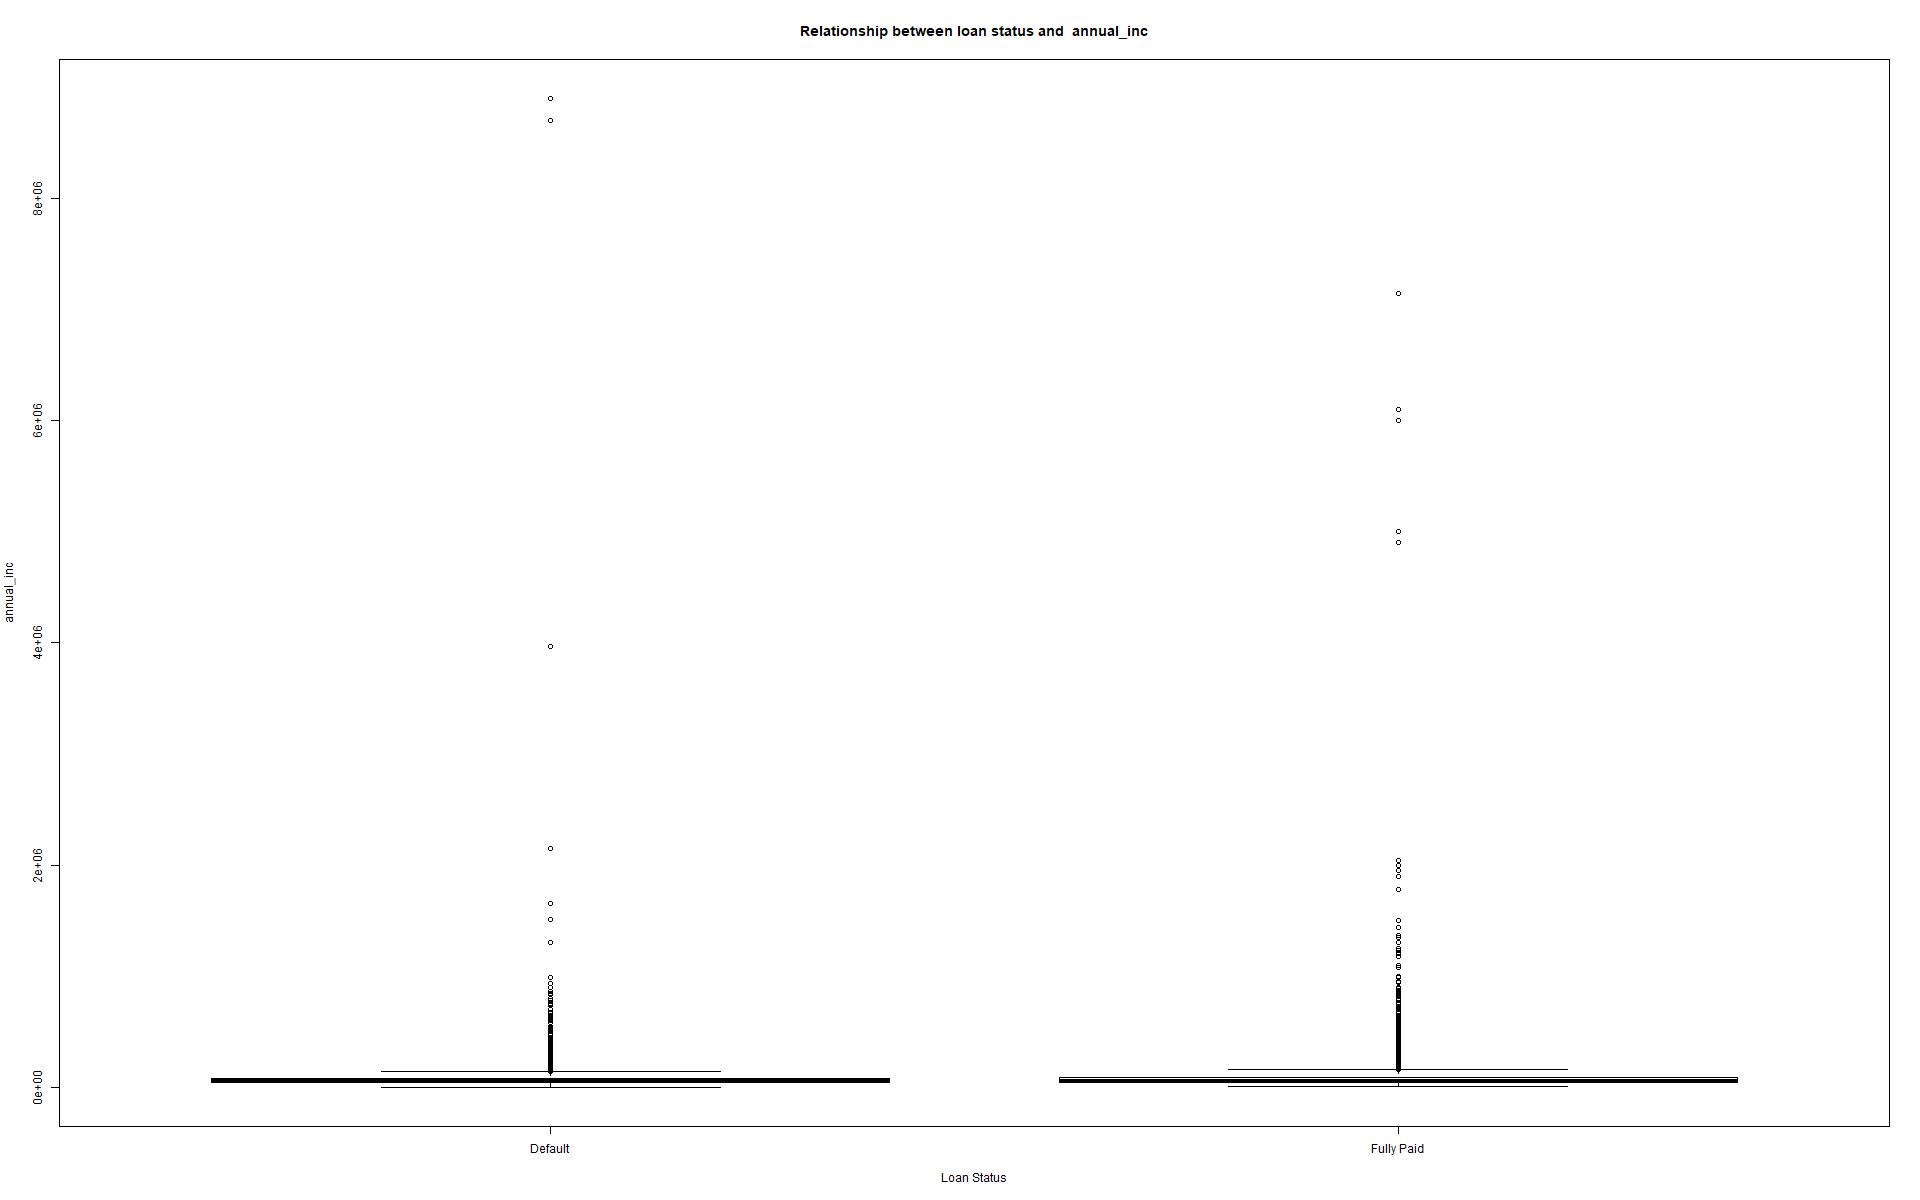 Relationship between loan status and  annual_inc
8e+06
6e+06
4e+06
2e+06
0e+00
annual_inc
Default
Fully Paid
Loan Status